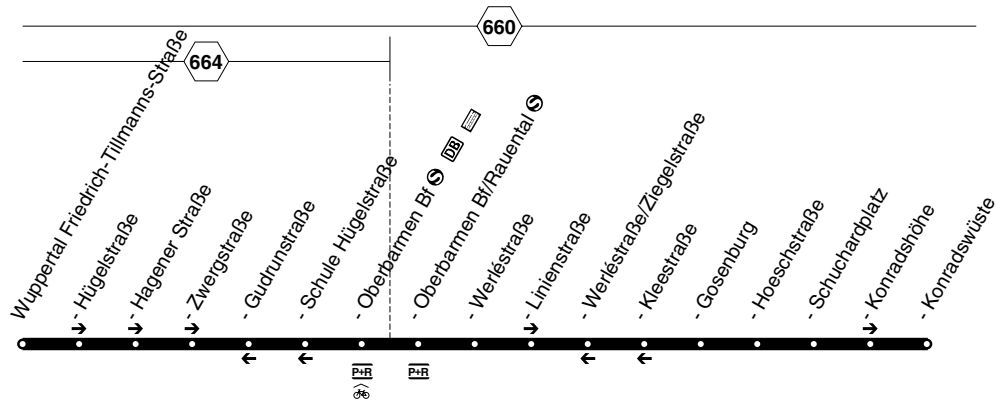 660
664
Wuppertal Friedrich-Tillmanns-Straße
- Hügelstraße
- Hagener Straße
- Zwergstraße
- Gudrunstraße
- Schule Hügelstraße
- Oberbarmen Bf S DB
- Oberbarmen Bf/Rauental S
- Werléstraße
- Linienstraße
- Werléstraße/Ziegelstraße
- Kleestraße
- Gosenburg
- Hoeschstraße
- Schuchardplatz
- Konradshöhe
- Konradswüste
P+R P+R